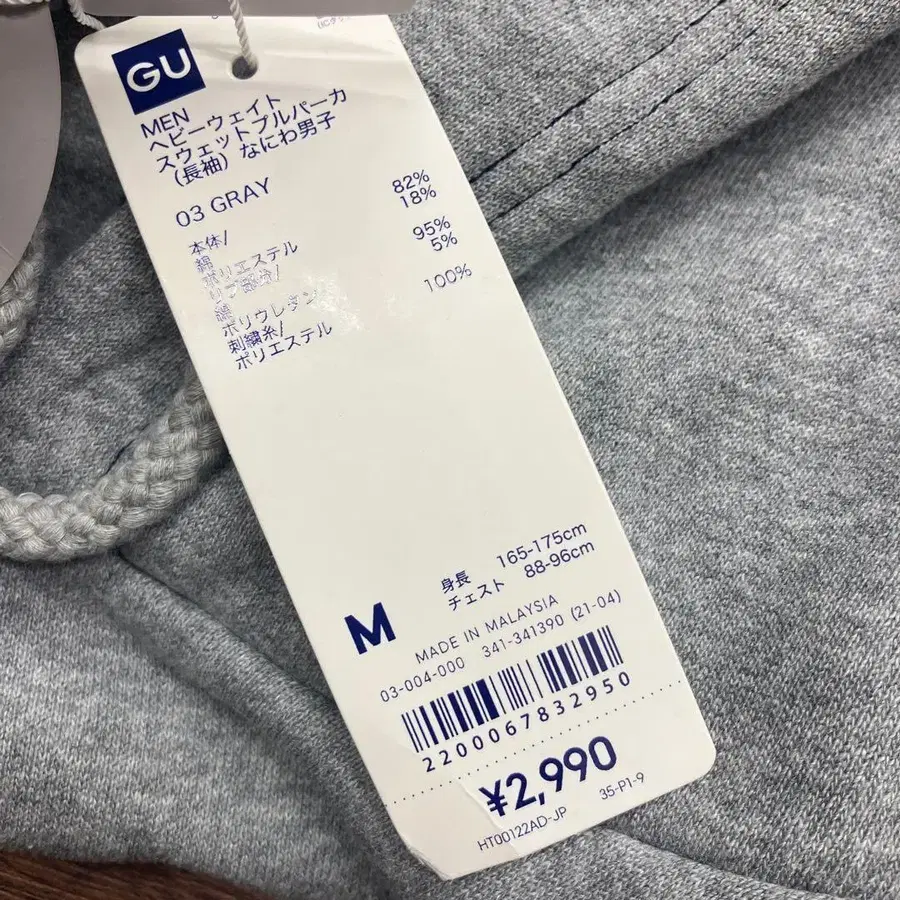 GU
MEN
ヘビーウェイト
スウェットプルパーカ
(長袖) なにわ男子
03 GRAY
本体/
綿 82%
ポリエステル 18%
リブ部分/
綿 95%
ポリウレタン 5%
刺繍糸/
ポリエステル 100%
身長 165-175cm
チェスト 88-96cm
M
MADE IN MALAYSIA
03-004-000 341-341390 (21-04)
2200067832950
¥2,990
HT00122AD-JP 35-P1-9